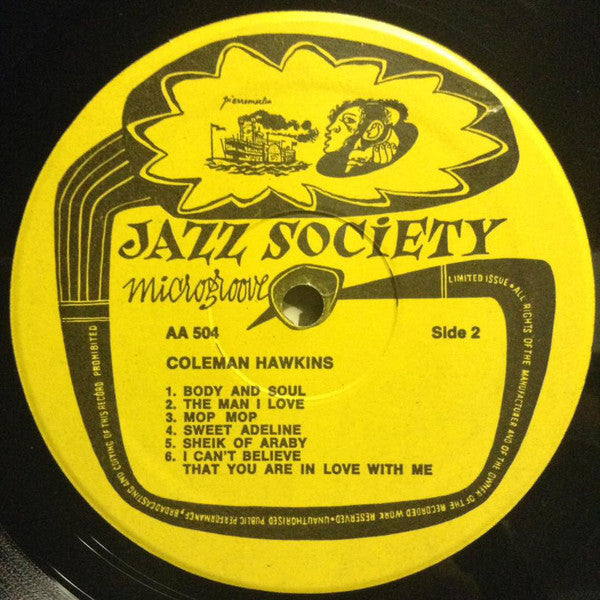 pierremerlin
JAZZ SOCiETY
microgroove
AA 504
Side 2
COLEMAN HAWKINS
1. BODY AND SOUL
2. THE MAN I LOVE
3. MOP MOP
4. SWEET ADELINE
5. SHEIK OF ARABY
6. I CAN'T BELIEVE
THAT YOU ARE IN LOVE WITH ME
LIMITED ISSUE • ALL RIGHTS OF THE MANUFACTURER AND OF THE OWNER OF THE RECORDED WORK RESERVED • UNAUTHORISED PUBLIC PERFORMANCE, BROADCASTING AND COPYING OF THIS RECORD PROHIBITED